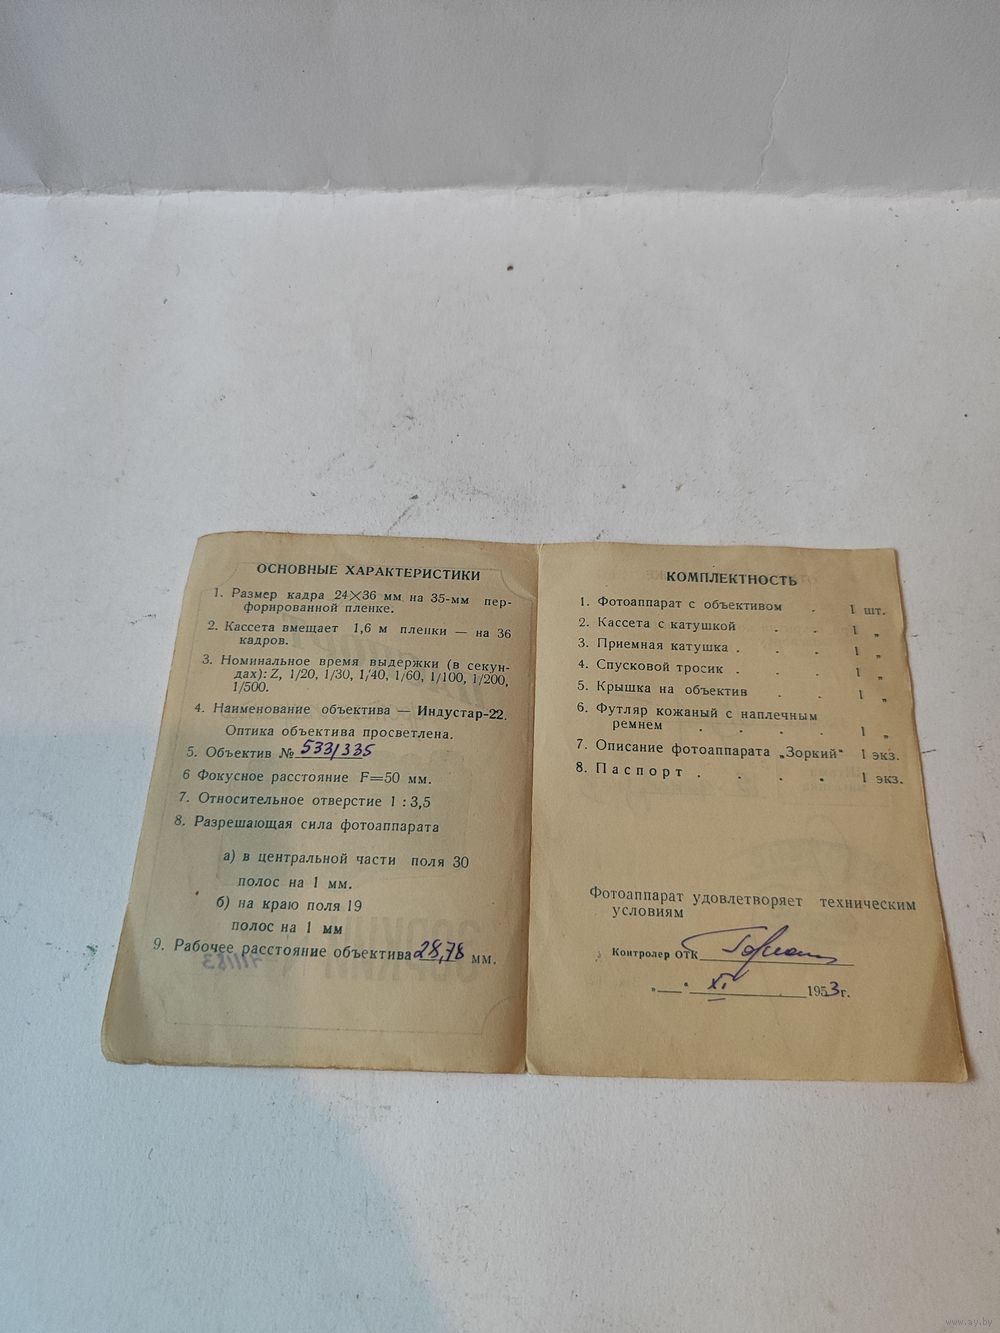 ОСНОВНЫЕ ХАРАКТЕРИСТИКИ
1. Размер кадра 24×36 мм на 35-мм пер-
форированной пленке.
2. Кассета вмещает 1,6 м пленки — на 36
кадров.
3. Номинальное время выдержки (в секун-
дах): Z, 1/20, 1/30, 1/40, 1/60, 1/100, 1/200,
1/500.
4. Наименование объектива — Индустар-22.
Оптика объектива просветлена.
5. Объектив №
6 Фокусное расстояние F=50 мм.
7. Относительное отверстие 1 : 3,5
8. Разрешающая сила фотоаппарата
а) в центральной части поля 30
полос на 1 мм.
б) на краю поля 19
полос на 1 мм
9. Рабочее расстояние объектива 28,78 мм.
КОМПЛЕКТНОСТЬ
1. Фотоаппарат с объективом . 1 шт.
2. Кассета с катушкой . . 1 „
3. Приемная катушка . . . 1 „
4. Спусковой тросик . . . 1 „
5. Крышка на объектив . . 1 „
6. Футляр кожаный с наплечным
ремнем . . . . 1 „
7. Описание фотоаппарата „Зоркий“ 1 экз.
8. Паспорт . . . . 1 экз.
Фотоаппарат удовлетворяет техническим
условиям
Контролер ОТК
„ “ XI 1953 г.
www.ay.by